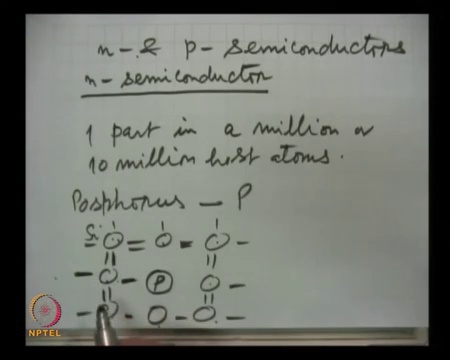 n- & p- semiconductors
n- semiconductor
1 part in a million or
10 million host atoms.
Posphorus - P
Si
P
NPTEL